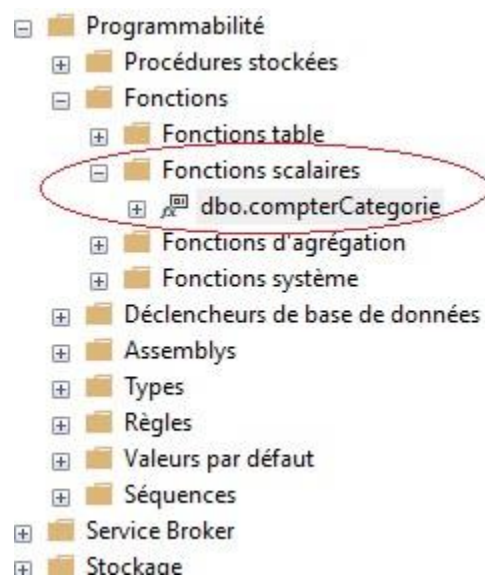 Programmabilité
Procédures stockées
Fonctions
Fonctions table
Fonctions scalaires
dbo.compterCategorie
Fonctions d'agrégation
Fonctions système
Déclencheurs de base de données
Assemblys
Types
Règles
Valeurs par défaut
Séquences
Service Broker
Stockage